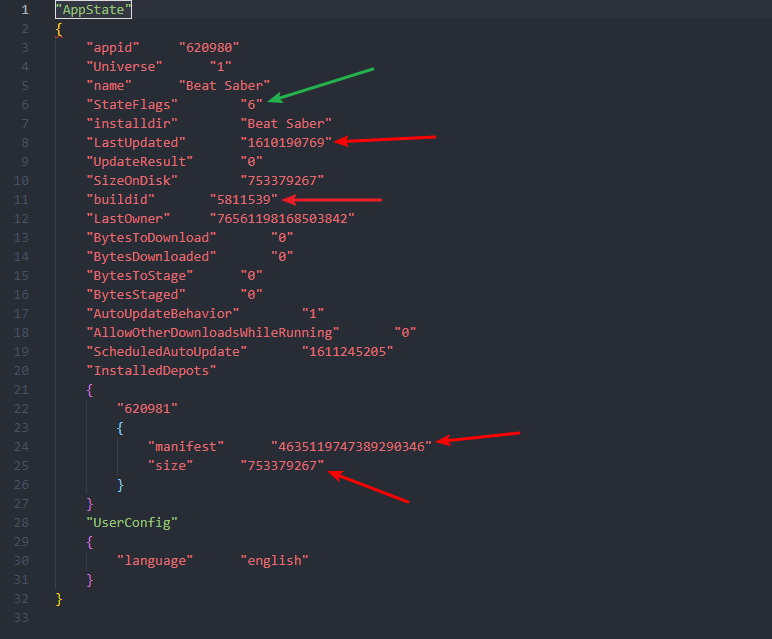 1 "AppState"
2 {
3 "appid" "620980"
4 "Universe" "1"
5 "name" "Beat Saber"
6 "StateFlags" "6"
7 "installdir" "Beat Saber"
8 "LastUpdated" "1610190769"
9 "UpdateResult" "0"
10 "SizeOnDisk" "753379267"
11 "buildid" "5811539"
12 "LastOwner" "76561198168503842"
13 "BytesToDownload" "0"
14 "BytesDownloaded" "0"
15 "BytesToStage" "0"
16 "BytesStaged" "0"
17 "AutoUpdateBehavior" "1"
18 "AllowOtherDownloadsWhileRunning" "0"
19 "ScheduledAutoUpdate" "1611245205"
20 "InstalledDepots"
21 {
22 "620981"
23 {
24 "manifest" "4635119747389290346"
25 "size" "753379267"
26 }
27 }
28 "UserConfig"
29 {
30 "language" "english"
31 }
32 }
33